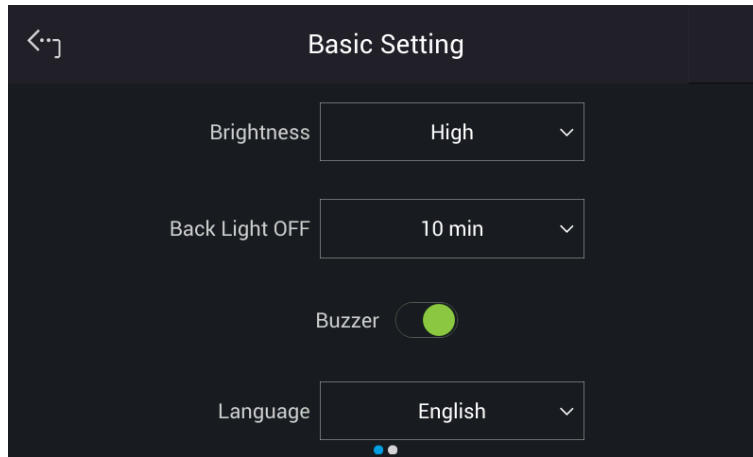 Basic Setting
Brightness High
Back Light OFF 10 min
Buzzer
Language English